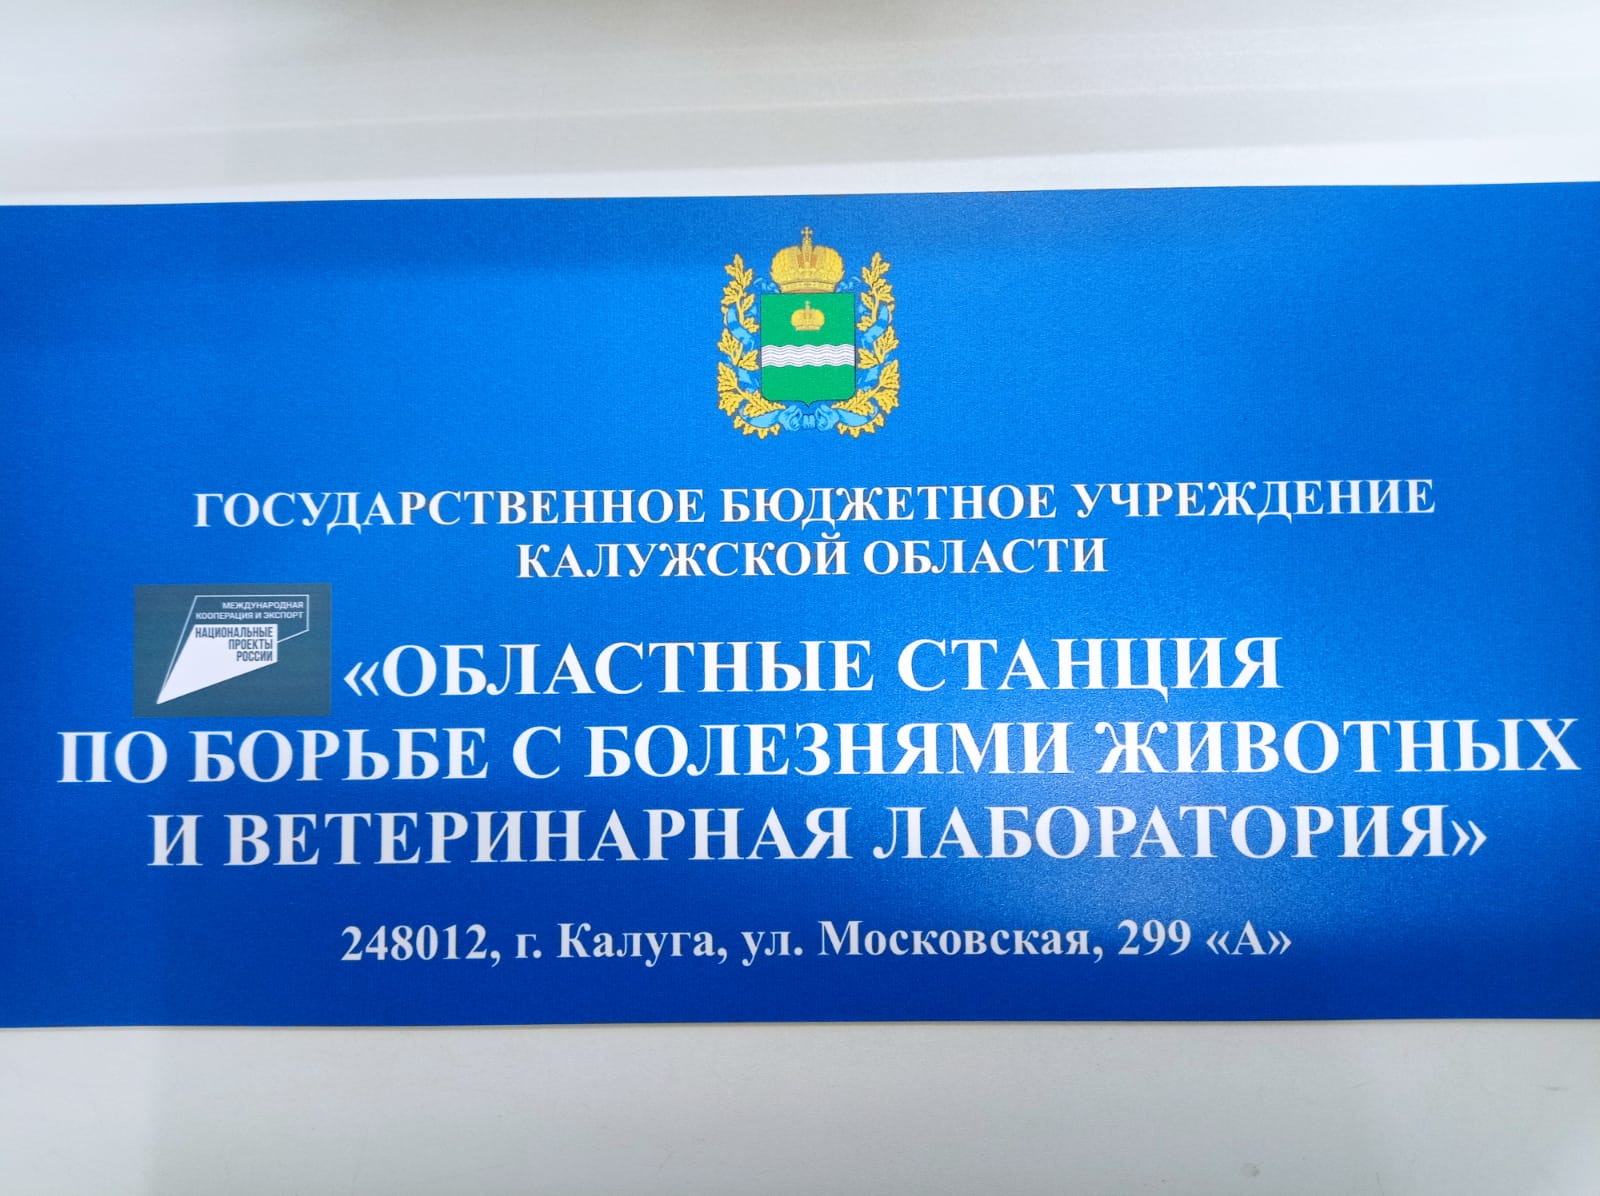 ГОСУДАРСТВЕННОЕ БЮДЖЕТНОЕ УЧРЕЖДЕНИЕ
КАЛУЖСКОЙ ОБЛАСТИ
МЕЖДУНАРОДНАЯ
КООПЕРАЦИЯ И ЭКСПОРТ
НАЦИОНАЛЬНЫЕ
ПРОЕКТЫ
РОССИИ
«ОБЛАСТНЫЕ СТАНЦИЯ
ПО БОРЬБЕ С БОЛЕЗНЯМИ ЖИВОТНЫХ
И ВЕТЕРИНАРНАЯ ЛАБОРАТОРИЯ»
248012, г. Калуга, ул. Московская, 299 «А»